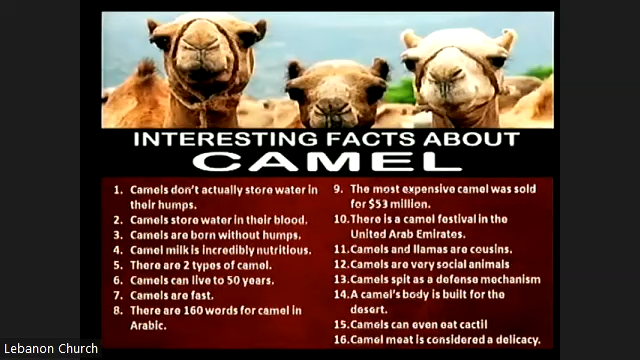 INTERESTING FACTS ABOUT
CAMEL
1. Camels don't actually store water in
their humps.
2. Camels store water in their blood.
3. Camels are born without humps.
4. Camel milk is incredibly nutritious.
5. There are 2 types of camel.
6. Camels can live to 50 years.
7. Camels are fast.
8. There are 160 words for camel in
Arabic.
9. The most expensive camel was sold
for $53 million.
10. There is a camel festival in the
United Arab Emirates.
11. Camels and llamas are cousins.
12. Camels are very social animals
13. Camels spit as a defense mechanism
14. A camel's body is built for the
desert.
15. Camels can even eat cactil
16. Camel meat is considered a delicacy.
Lebanon Church